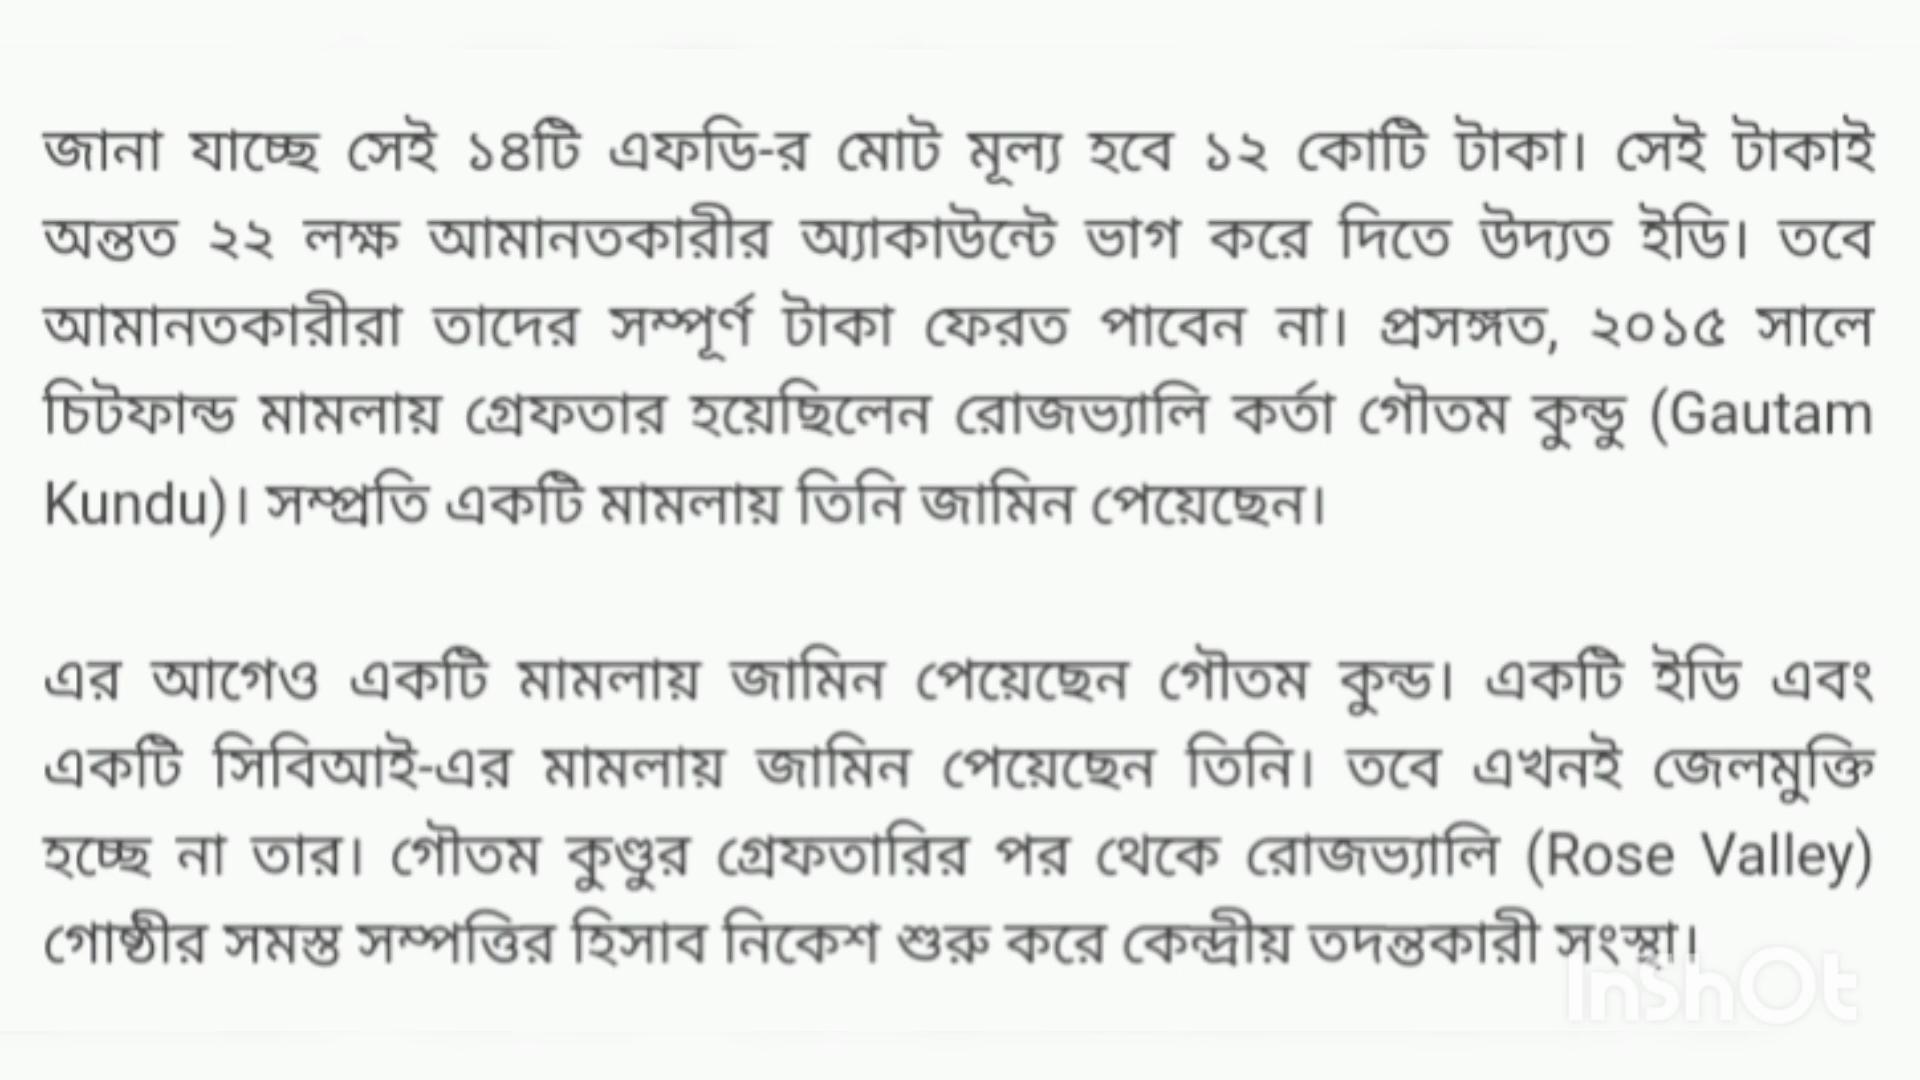 জানা যাচ্ছে সেই ১৪টি এফডি-র মোট মূল্য হবে ১২ কোটি টাকা। সেই টাকাই
অন্তত ২২ লক্ষ আমানতকারীর অ্যাকাউন্টে ভাগ করে দিতে উদ্যত ইডি। তবে
আমানতকারীরা তাদের সম্পূর্ণ টাকা ফেরত পাবেন না। প্রসঙ্গত, ২০১৫ সালে
চিটফান্ড মামলায় গ্রেফতার হয়েছিলেন রোজভ্যালি কর্তা গৌতম কুন্ডু (Gautam
Kundu)। সম্প্রতি একটি মামলায় তিনি জামিন পেয়েছেন।
এর আগেও একটি মামলায় জামিন পেয়েছেন গৌতম কুন্ড। একটি ইডি এবং
একটি সিবিআই-এর মামলায় জামিন পেয়েছেন তিনি। তবে এখনই জেলমুক্তি
হচ্ছে না তার। গৌতম কুণ্ডুর গ্রেফতারির পর থেকে রোজভ্যালি (Rose Valley)
গোষ্ঠীর সমস্ত সম্পত্তির হিসাব নিকেশ শুরু করে কেন্দ্রীয় তদন্তকারী সংস্থা।
InShOt